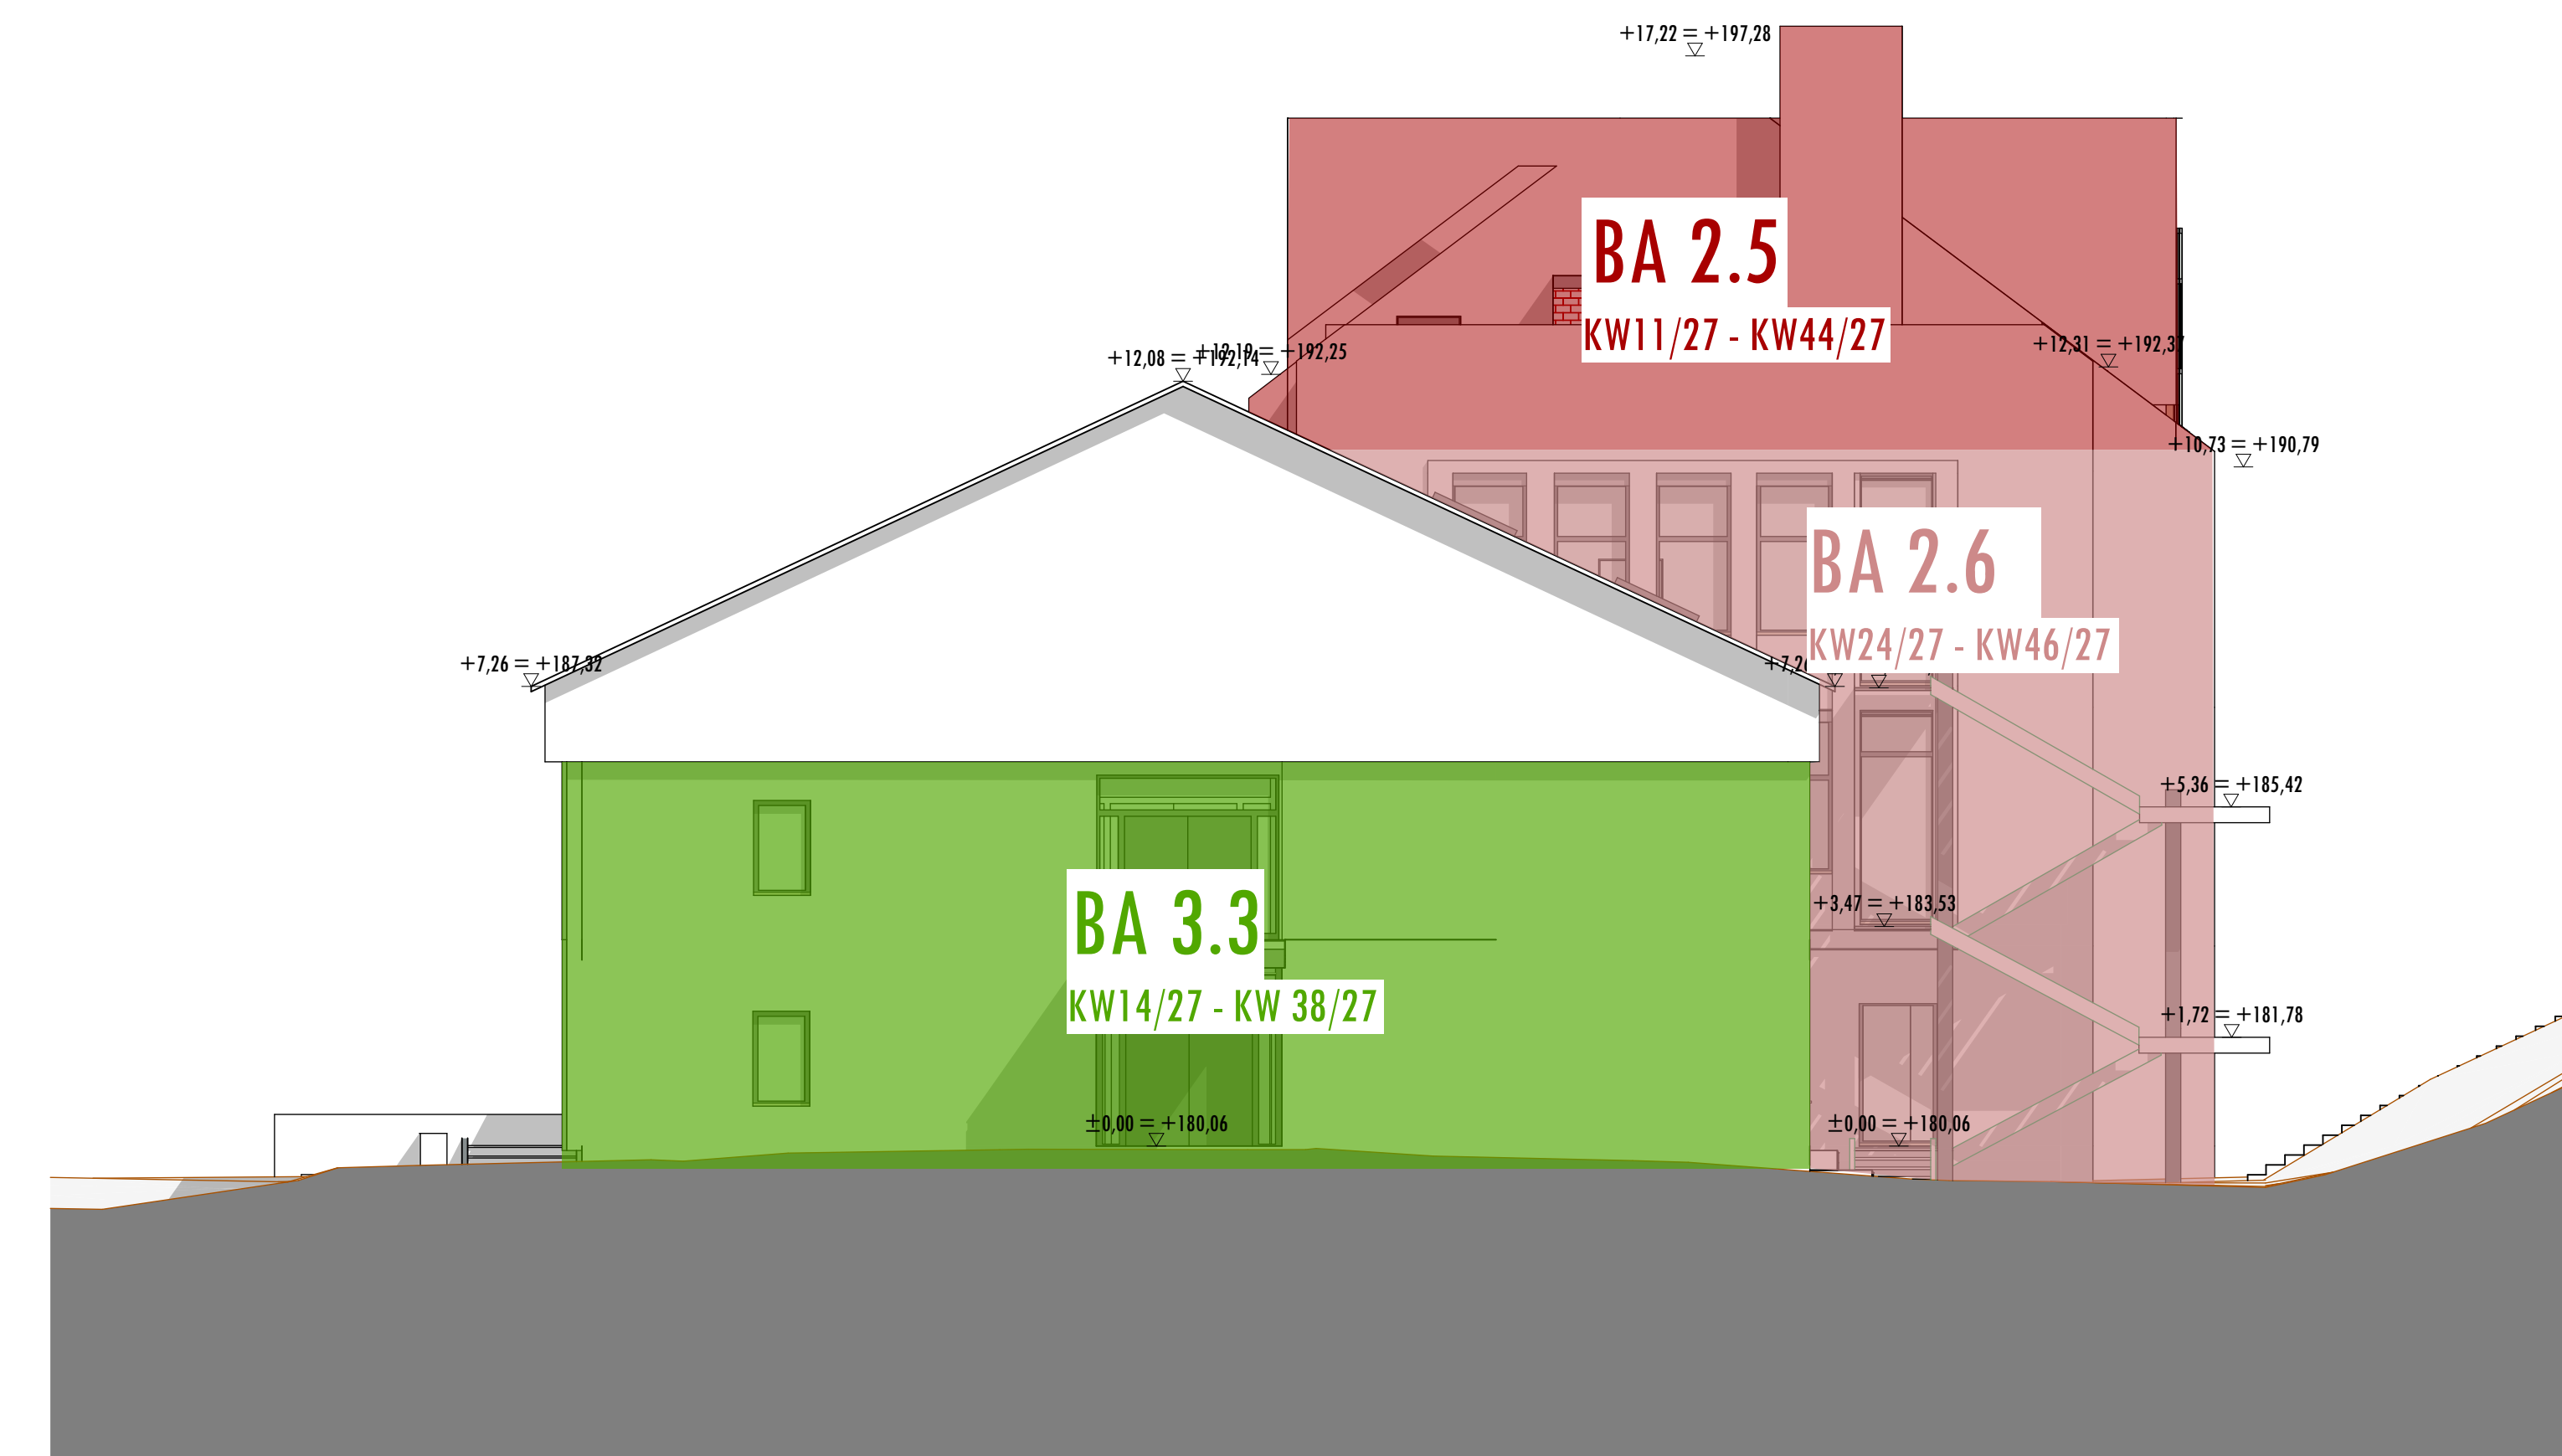 +17,22 = +197,28
BA 2.5
KW11/27 - KW44/27
+12,08 = +192,14
+12,19 = +192,25
+12,31 = +192,37
+10,73 = +190,79
BA 2.6
KW24/27 - KW46/27
+7,26 = +187,32
+5,36 = +185,42
BA 3.3
KW14/27 - KW 38/27
+3,47 = +183,53
+1,72 = +181,78
±0,00 = +180,06
±0,00 = +180,06